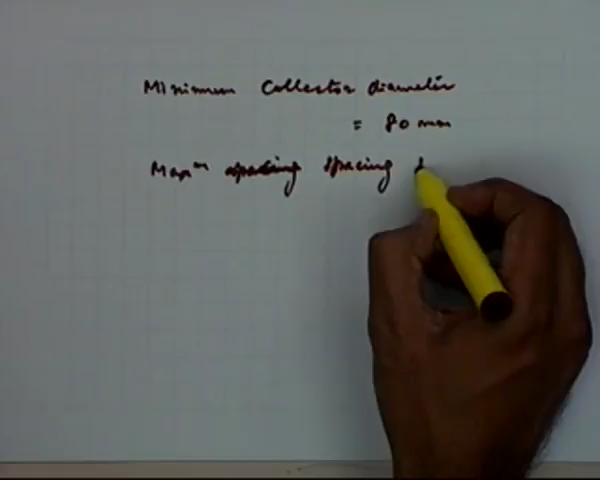 Minimum Collector diameter
= 80 mm
Maxm spacing spacing